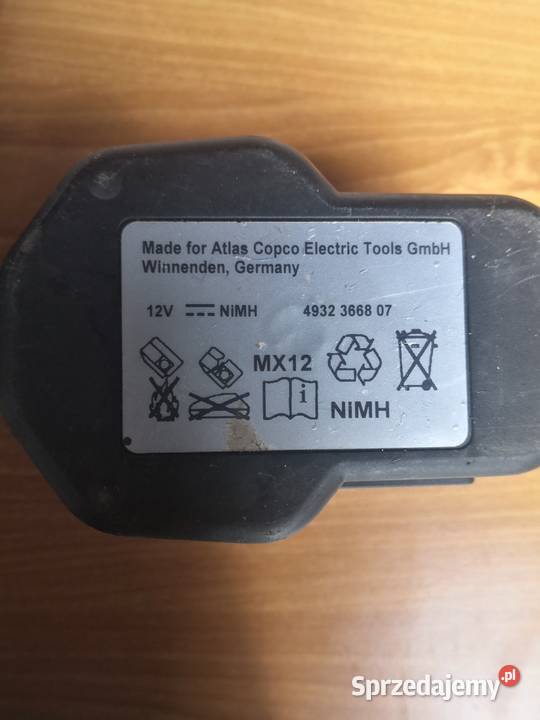 Made for Atlas Copco Electric Tools GmbH
Winnenden, Germany
12V NiMH 4932 3668 07
MX12
i
NiMH
Sprzedajemy.pl